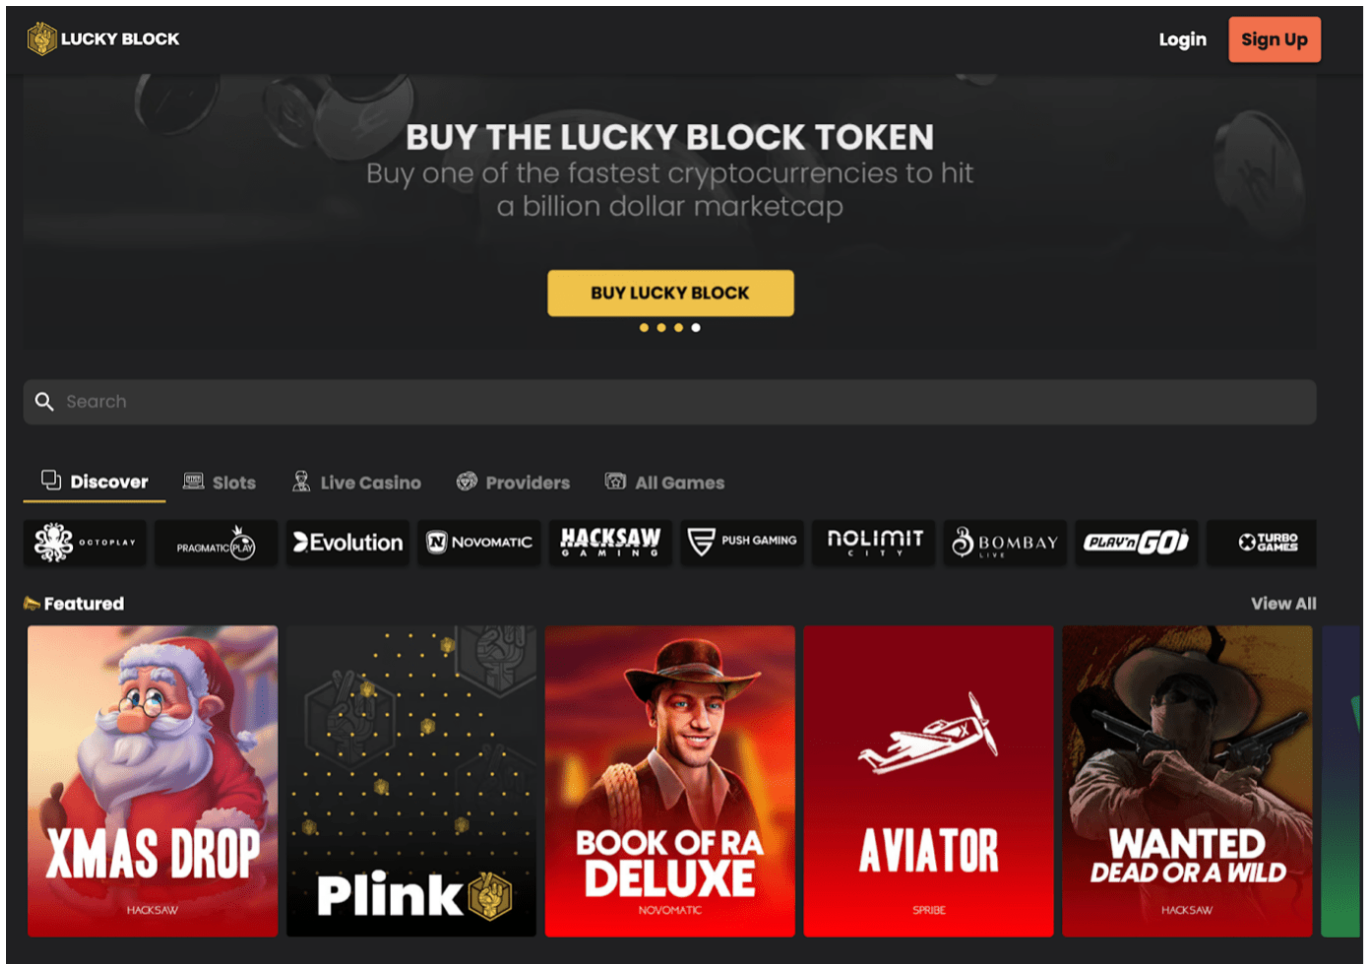 LUCKY BLOCK
Login
Sign Up
BUY THE LUCKY BLOCK TOKEN
Buy one of the fastest cryptocurrencies to hit
a billion dollar marketcap
BUY LUCKY BLOCK
Search
Discover
Slots
Live Casino
Providers
All Games
OCTOPLAY
PRAGMATIC PLAY
Evolution
N NOVOMATIC
HACKSAW
GAMING
PUSH GAMING
NOLIMIT
CITY
BOMBAY
LIVE
PLAY'n GO
TURBO
GAMES
Featured
View All
XMAS DROP
HACKSAW
Plink
BOOK OF RA
DELUXE
NOVOMATIC
X
AVIATOR
SPRIBE
WANTED
DEAD OR A WILD
HACKSAW